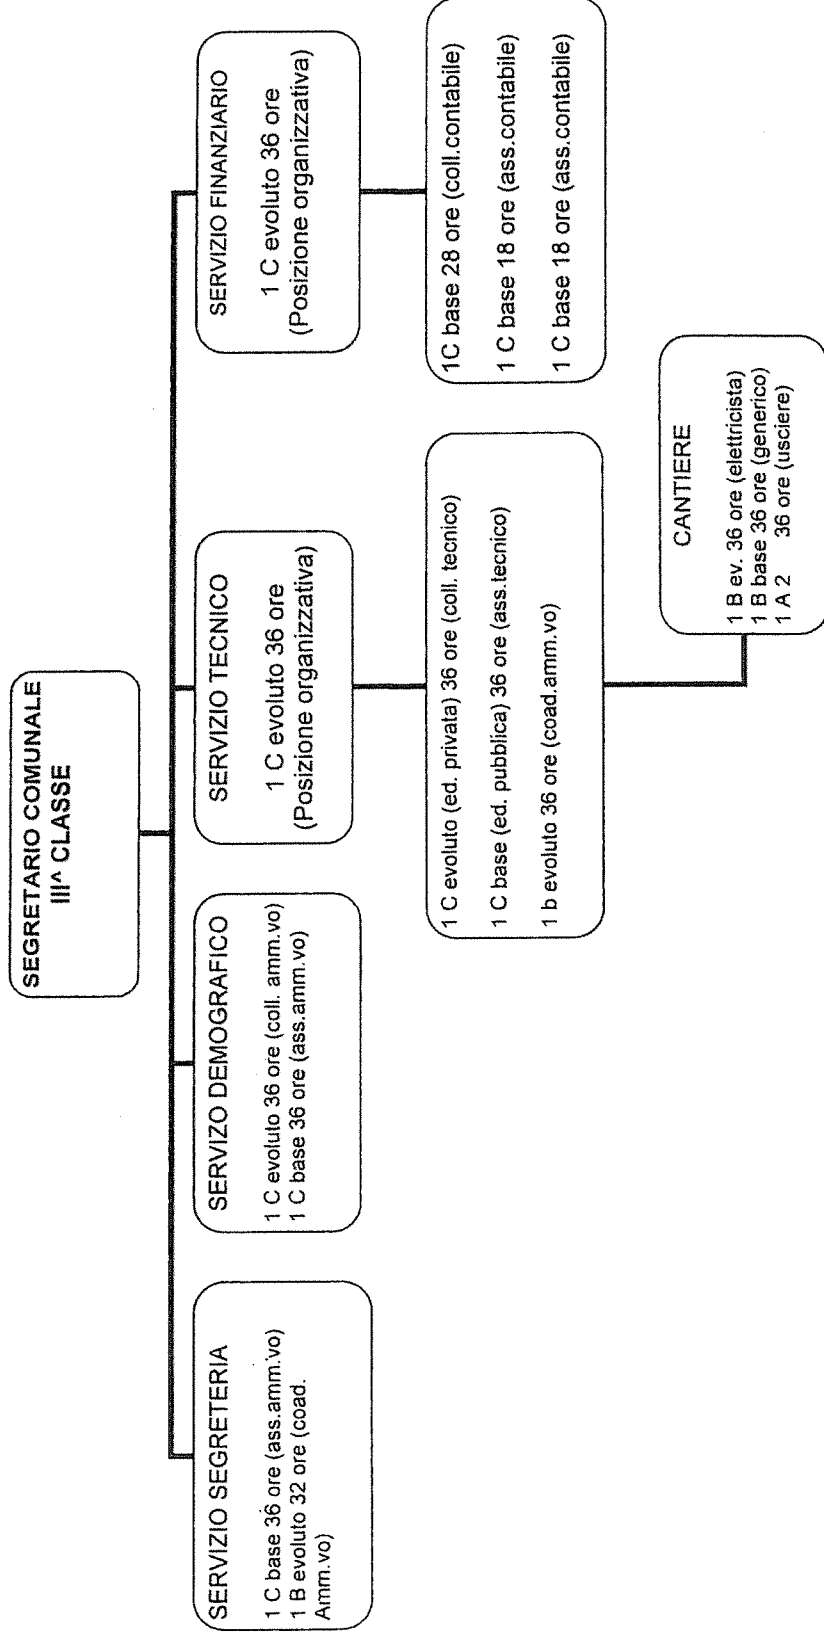 SEGRETARIO COMUNALE
III^ CLASSE
SERVIZIO SEGRETERIA
1 C base 36 ore (ass.amm.vo)
1 B evoluto 32 ore (coad.
Amm.vo)
SERVIZO DEMOGRAFICO
1 C evoluto 36 ore (coll. amm.vo)
1 C base 36 ore (ass.amm.vo)
SERVIZIO TECNICO
1 C evoluto 36 ore
(Posizione organizzativa)
SERVIZIO FINANZIARIO
1 C evoluto 36 ore
(Posizione organizzativa)
1 C evoluto (ed. privata) 36 ore (coll. tecnico)
1 C base (ed. pubblica) 36 ore (ass.tecnico)
1 b evoluto 36 ore (coad.amm.vo)
1C base 28 ore (coll.contabile)
1 C base 18 ore (ass.contabile)
1 C base 18 ore (ass.contabile)
CANTIERE
1 B ev. 36 ore (elettricista)
1 B base 36 ore (generico)
1 A 2 36 ore (usciere)